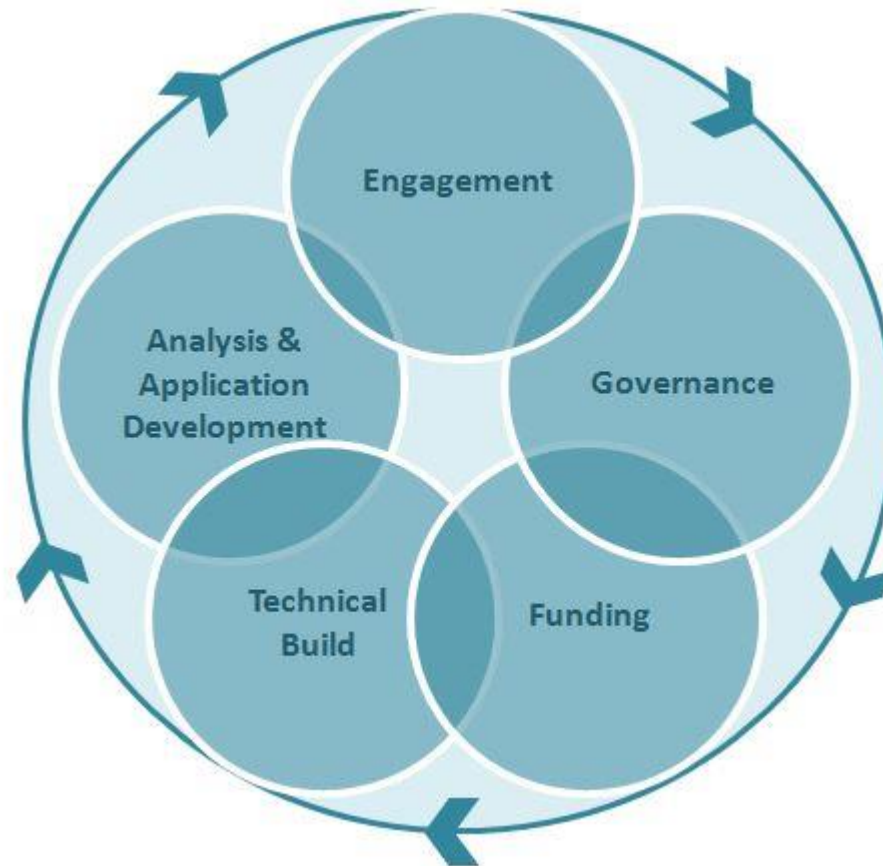 Engagement
Governance
Funding
Technical
Build
Analysis &
Application
Development